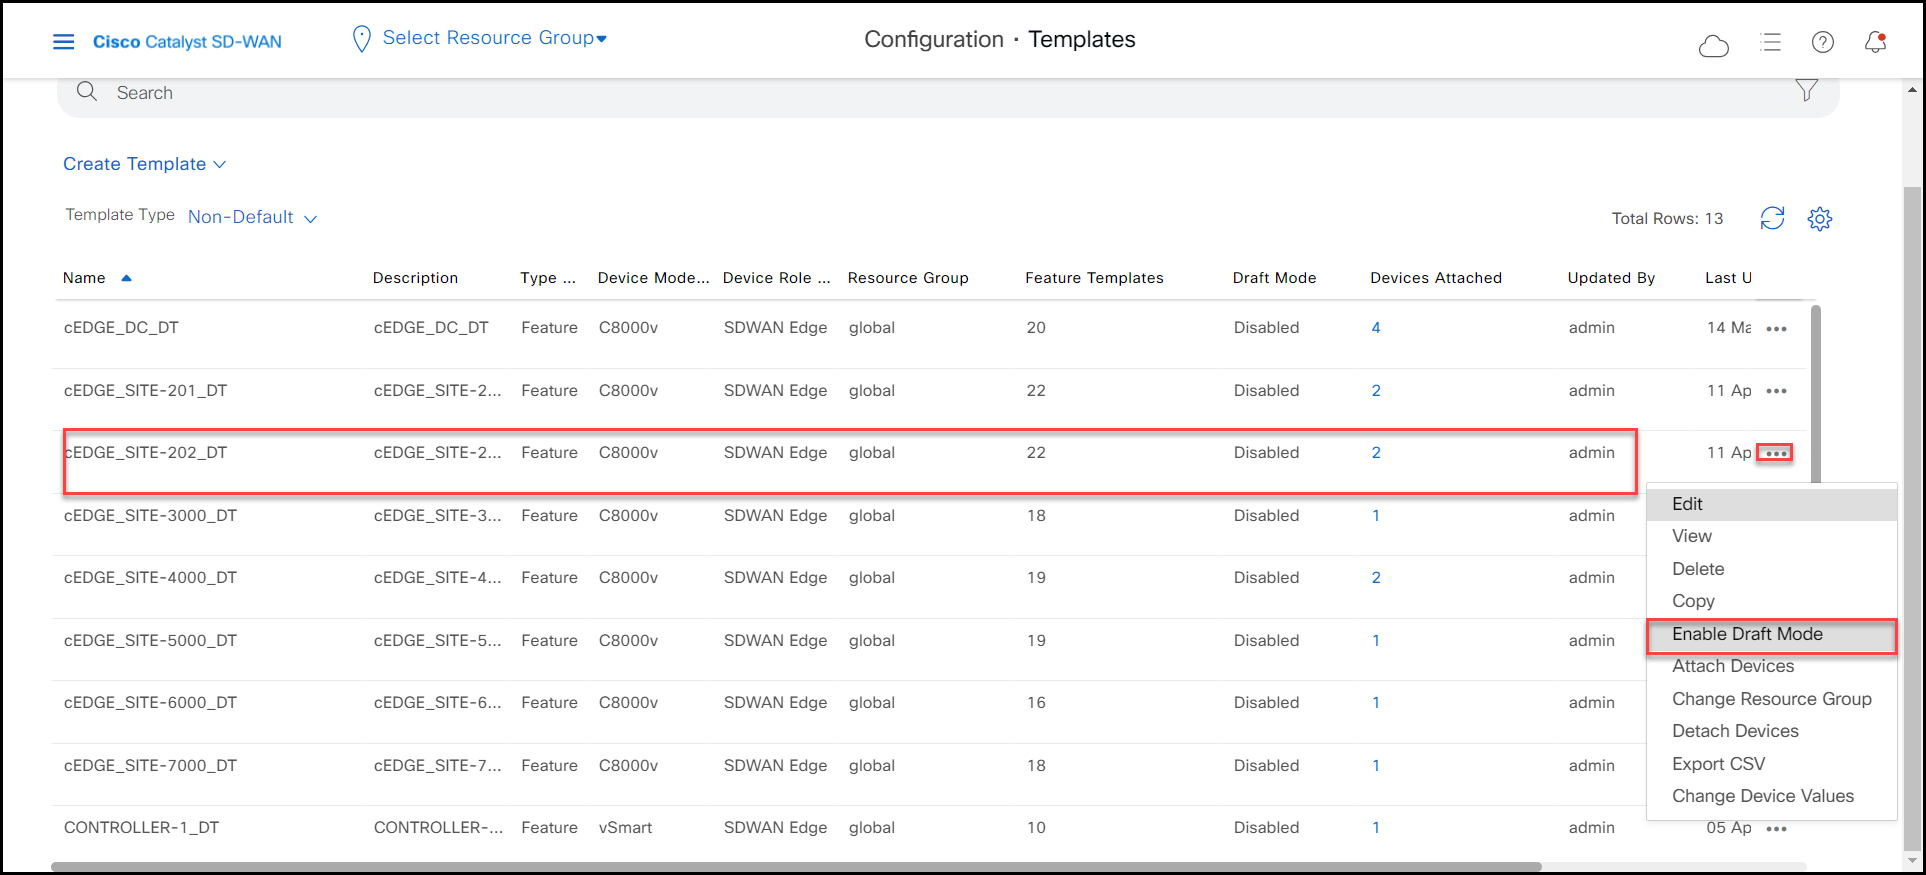 Cisco Catalyst SD-WAN Select Resource Group Configuration · Templates
Search
Create Template
Template Type Non-Default Total Rows: 13
Name Description Type ... Device Mode... Device Role ... Resource Group Feature Templates Draft Mode Devices Attached Updated By Last U
cEDGE_DC_DT cEDGE_DC_DT Feature C8000v SDWAN Edge global 20 Disabled 4 admin 14 Ma ...
cEDGE_SITE-201_DT cEDGE_SITE-2... Feature C8000v SDWAN Edge global 22 Disabled 2 admin 11 Ap ...
cEDGE_SITE-202_DT cEDGE_SITE-2... Feature C8000v SDWAN Edge global 22 Disabled 2 admin 11 Ap ...
cEDGE_SITE-3000_DT cEDGE_SITE-3... Feature C8000v SDWAN Edge global 18 Disabled 1 admin
cEDGE_SITE-4000_DT cEDGE_SITE-4... Feature C8000v SDWAN Edge global 19 Disabled 2 admin
cEDGE_SITE-5000_DT cEDGE_SITE-5... Feature C8000v SDWAN Edge global 19 Disabled 1 admin
cEDGE_SITE-6000_DT cEDGE_SITE-6... Feature C8000v SDWAN Edge global 16 Disabled 1 admin
cEDGE_SITE-7000_DT cEDGE_SITE-7... Feature C8000v SDWAN Edge global 18 Disabled 1 admin
CONTROLLER-1_DT CONTROLLER-... Feature vSmart SDWAN Edge global 10 Disabled 1 admin 05 Ap ...
Edit
View
Delete
Copy
Enable Draft Mode
Attach Devices
Change Resource Group
Detach Devices
Export CSV
Change Device Values